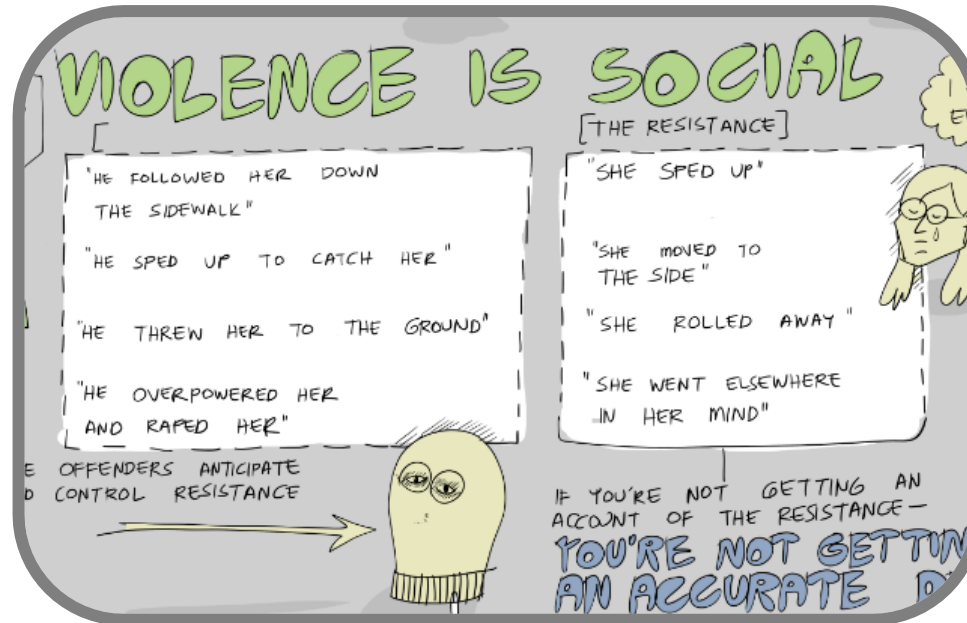 VIOLENCE IS SOCIAL
[THE RESISTANCE]
"HE FOLLOWED HER DOWN
THE SIDEWALK"
"HE SPED UP TO CATCH HER"
"HE THREW HER TO THE GROUND"
"HE OVERPOWERED HER
AND RAPED HER"
"SHE SPED UP"
"SHE MOVED TO
THE SIDE"
"SHE ROLLED AWAY"
"SHE WENT ELSEWHERE
IN HER MIND"
OFFENDERS ANTICIPATE
CONTROL RESISTANCE
IF YOU'RE NOT GETTING AN
ACCOUNT OF THE RESISTANCE—
YOU'RE NOT GETTIN
AN ACCURATE